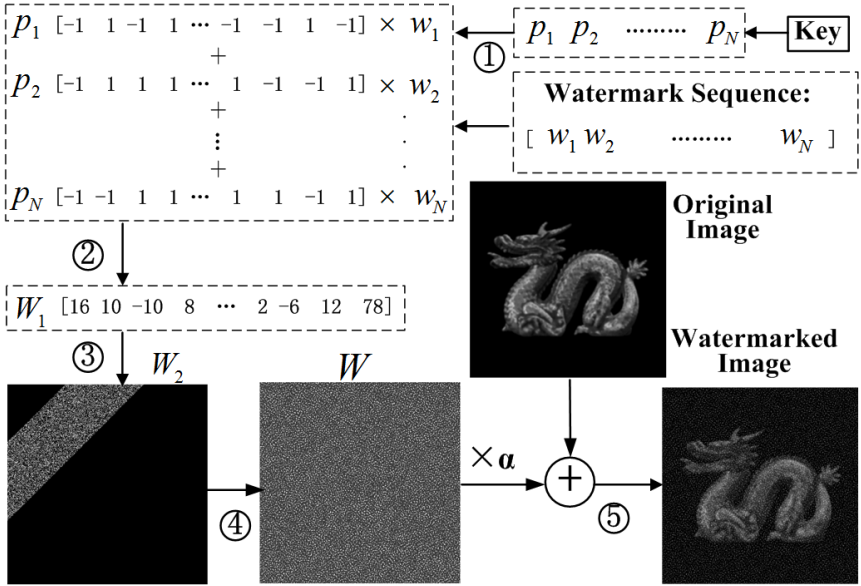 p1 [-1 1 -1 1 ··· -1 -1 1 -1] × w1
+
p2 [-1 1 1 1 ··· -1 -1 -1 1] × w2
+
⋮
+
pN [-1 -1 1 1 ··· 1 1 -1 1] × wN
①
p1 p2 ········· pN
Key
Watermark Sequence:
[ w1 w2 ········· wN ]
②
W1 [16 10 -10 8 ··· 2 -6 12 78]
③
W2
W
④
× α
Original
Image
+
⑤
Watermarked
Image